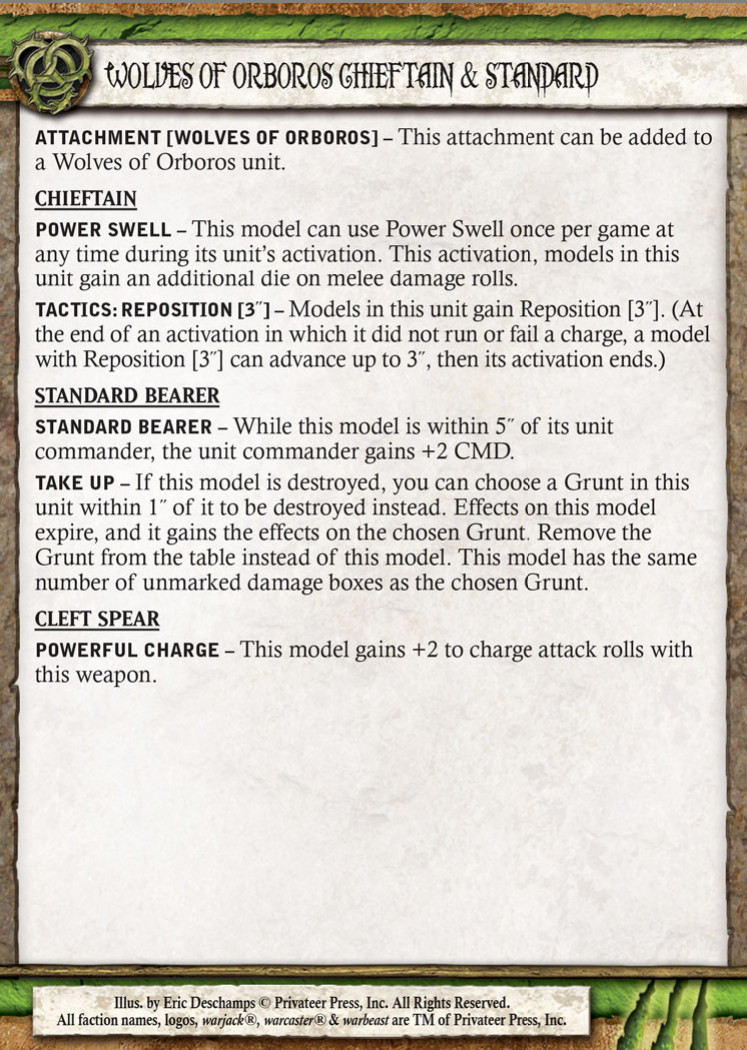 WOLVES OF ORBOROS CHIEFTAIN & STANDARD
ATTACHMENT [WOLVES OF ORBOROS] – This attachment can be added to
a Wolves of Orboros unit.
CHIEFTAIN
POWER SWELL – This model can use Power Swell once per game at
any time during its unit's activation. This activation, models in this
unit gain an additional die on melee damage rolls.
TACTICS: REPOSITION [3˝] – Models in this unit gain Reposition [3˝]. (At
the end of an activation in which it did not run or fail a charge, a model
with Reposition [3˝] can advance up to 3˝, then its activation ends.)
STANDARD BEARER
STANDARD BEARER – While this model is within 5˝ of its unit
commander, the unit commander gains +2 CMD.
TAKE UP – If this model is destroyed, you can choose a Grunt in this
unit within 1˝ of it to be destroyed instead. Effects on this model
expire, and it gains the effects on the chosen Grunt. Remove the
Grunt from the table instead of this model. This model has the same
number of unmarked damage boxes as the chosen Grunt.
CLEFT SPEAR
POWERFUL CHARGE – This model gains +2 to charge attack rolls with
this weapon.
Illus. by Eric Deschamps © Privateer Press, Inc. All Rights Reserved.
All faction names, logos, warjack®, warcaster® & warbeast are TM of Privateer Press, Inc.